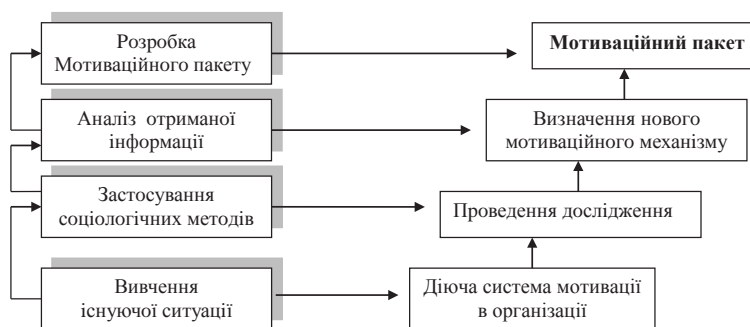 Розробка
Мотиваційного пакету
Мотиваційний пакет
Аналіз отриманої
інформації
Визначення нового
мотиваційного механізму
Застосування
соціологічних методів
Проведення дослідження
Вивчення
існуючої ситуації
Діюча система мотивації
в організації